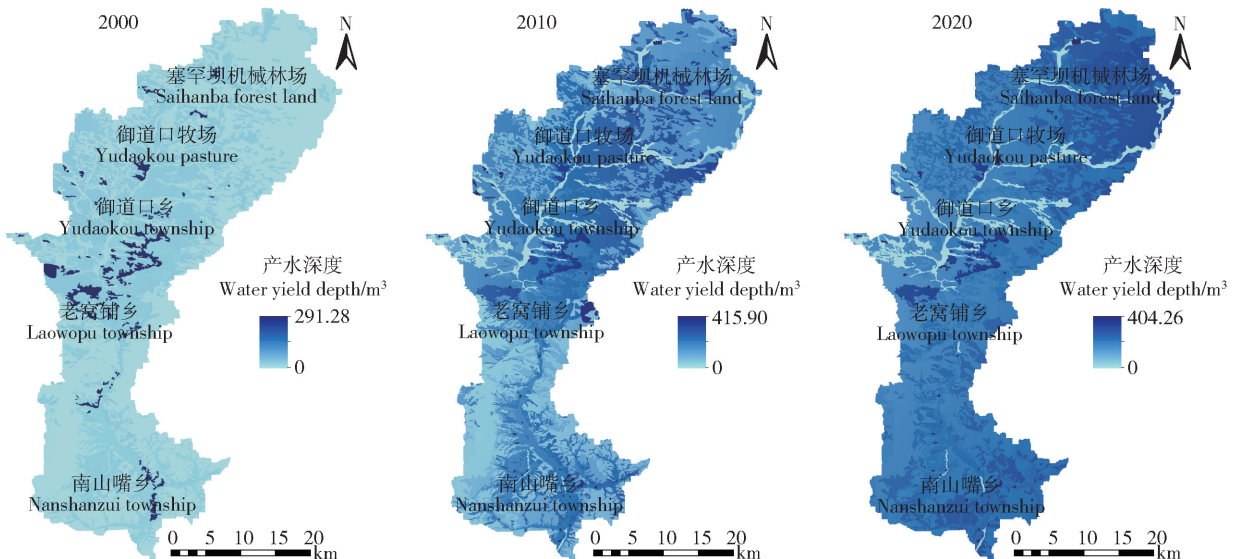 2000
N
塞罕坝机械林场
Saihanba forest land
御道口牧场
Yudaokou pasture
御道口乡
Yudaokou township
产水深度
Water yield depth/m³
291.28
0
老窝铺乡
Laowopu township
南山嘴乡
Nanshanzui township
0 5 10 20
km
2010
N
塞罕坝机械林场
Saihanba forest land
御道口牧场
Yudaokou pasture
御道口乡
Yudaokou township
产水深度
Water yield depth/m³
415.90
0
老窝铺乡
Laowopu township
南山嘴乡
Nanshanzui township
0 5 10 20
km
2020
N
塞罕坝机械林场
Saihanba forest land
御道口牧场
Yudaokou pasture
御道口乡
Yudaokou township
产水深度
Water yield depth/m³
404.26
0
老窝铺乡
Laowopu township
南山嘴乡
Nanshanzui township
0 5 10 20
km